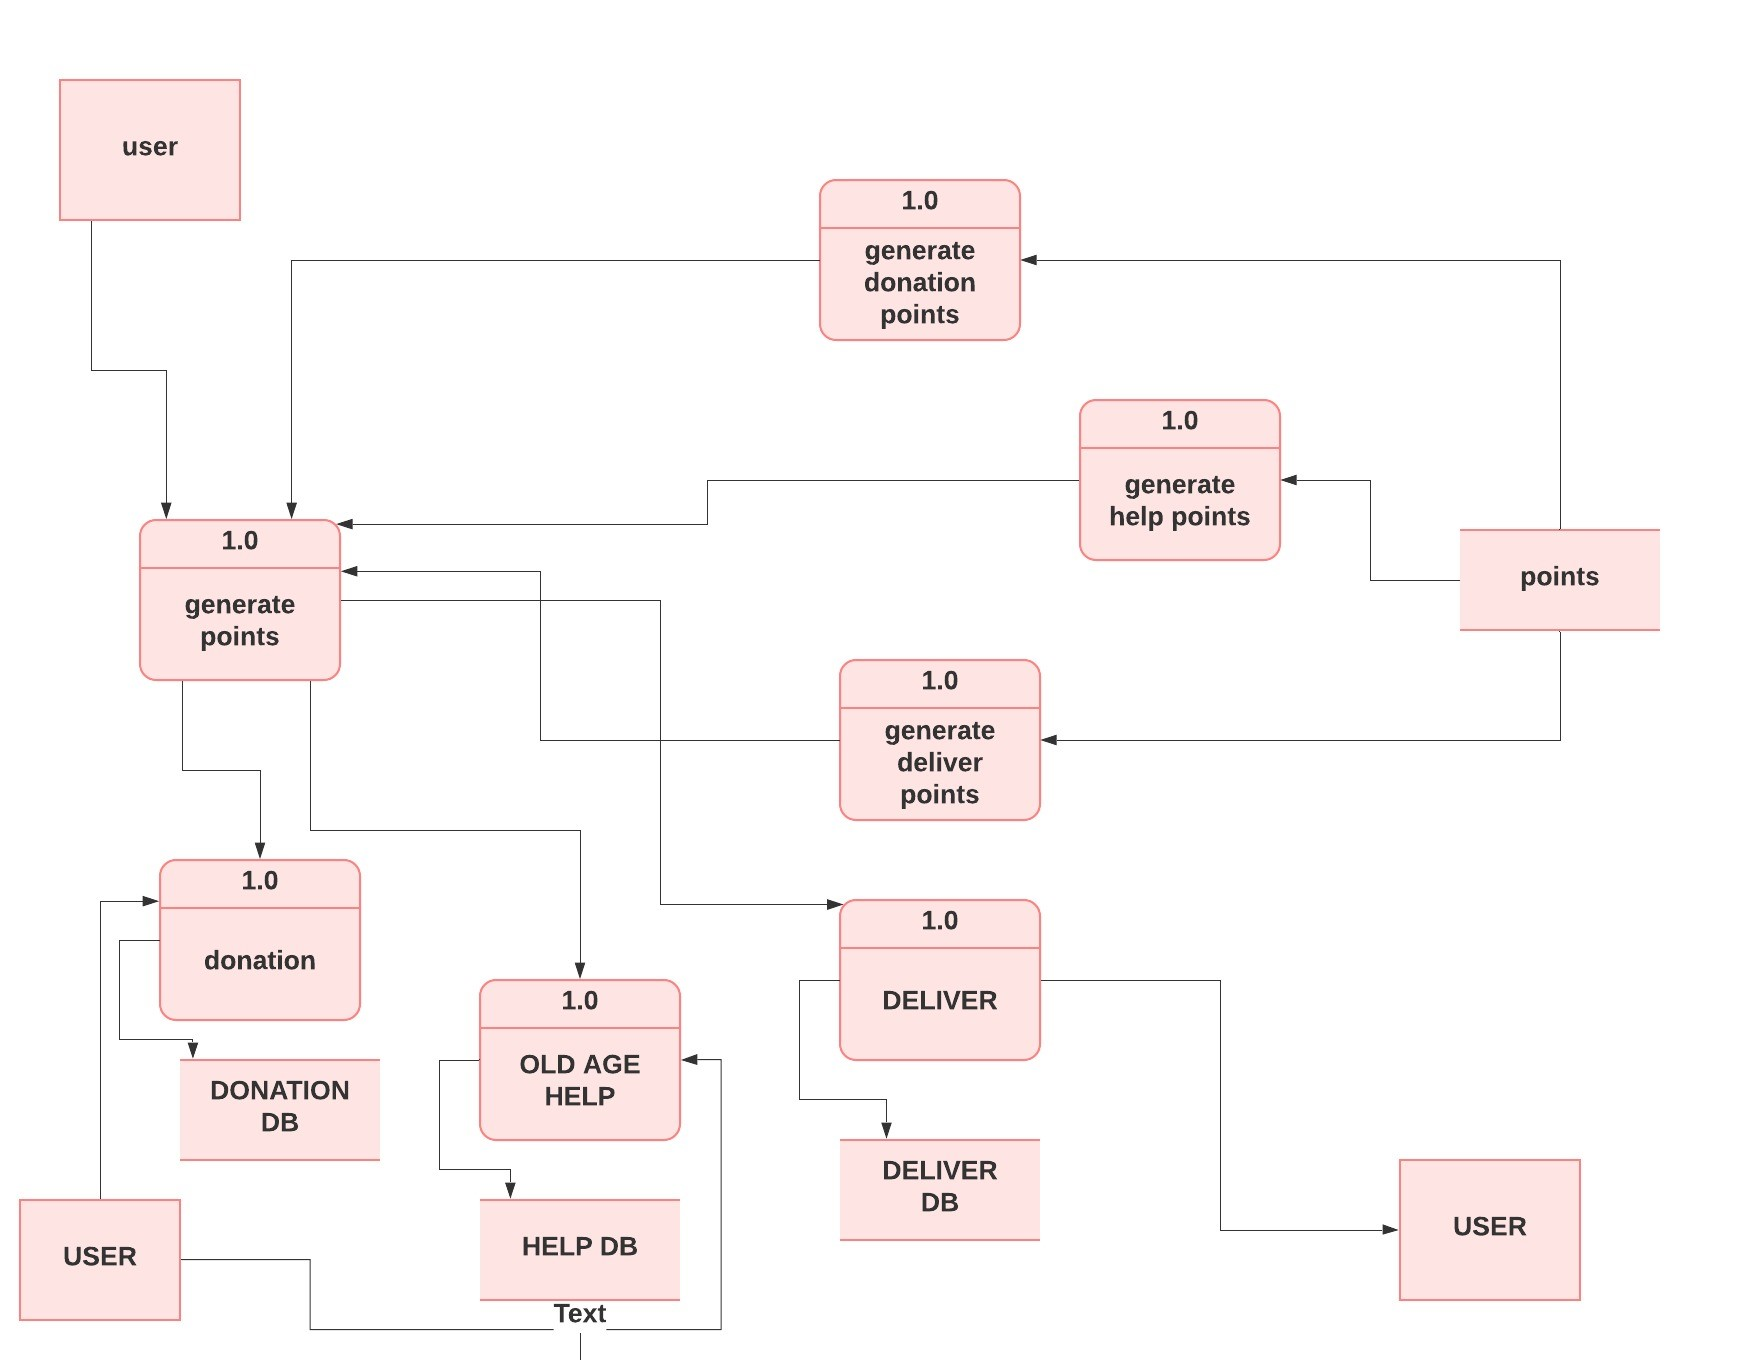 user
1.0
generate
donation
points
1.0
generate
help points
1.0
generate
points
points
1.0
generate
deliver
points
1.0
donation
1.0
DELIVER
1.0
OLD AGE
HELP
DONATION
DB
DELIVER
DB
USER
HELP DB
USER
Text